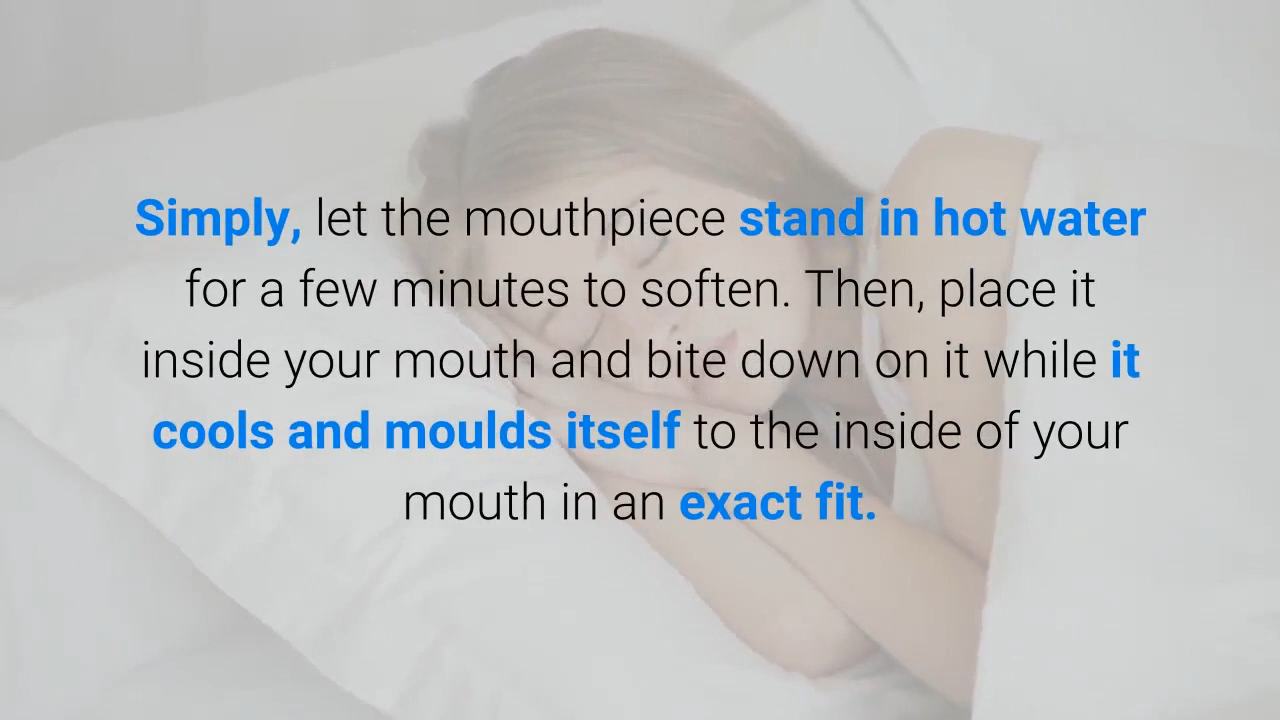 Simply, let the mouthpiece stand in hot water
for a few minutes to soften. Then, place it
inside your mouth and bite down on it while it
cools and moulds itself to the inside of your
mouth in an exact fit.